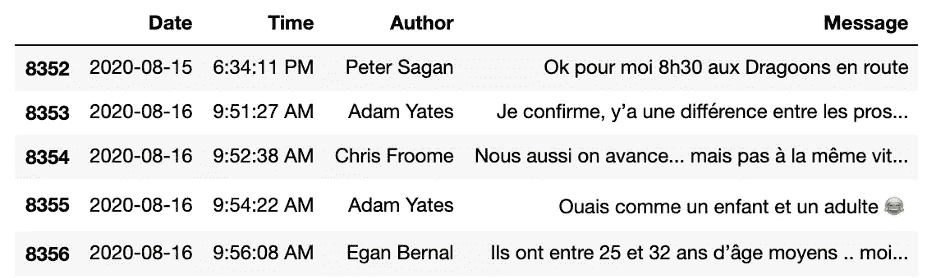 Date Time Author Message
8352 2020-08-15 6:34:11 PM Peter Sagan Ok pour moi 8h30 aux Dragoons en route
8353 2020-08-16 9:51:27 AM Adam Yates Je confirme, y’a une différence entre les pros...
8354 2020-08-16 9:52:38 AM Chris Froome Nous aussi on avance... mais pas à la même vit...
8355 2020-08-16 9:54:22 AM Adam Yates Ouais comme un enfant et un adulte 😂
8356 2020-08-16 9:56:08 AM Egan Bernal Ils ont entre 25 et 32 ans d’âge moyens .. moi...